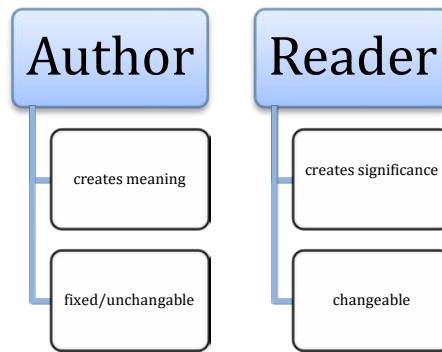 Author
creates meaning
fixed/unchangable
Reader
creates significance
changeable